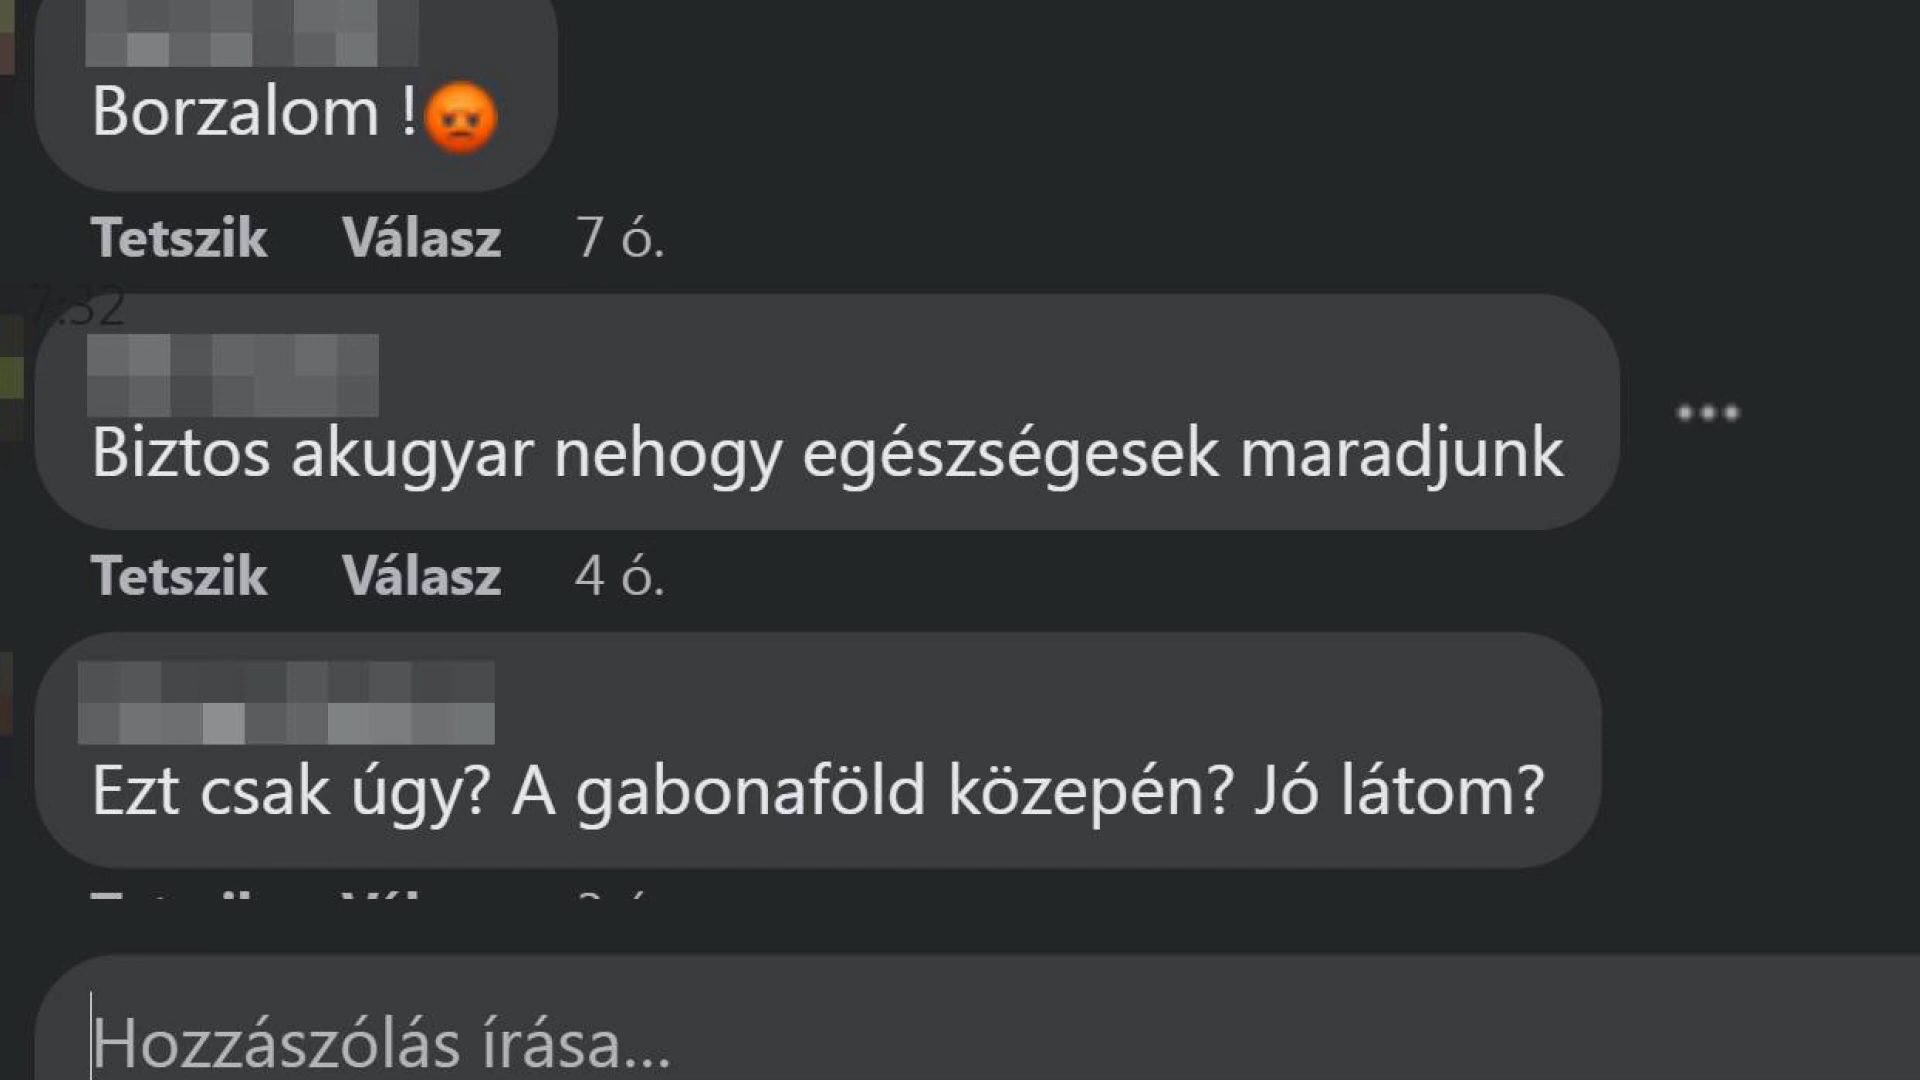 Borzalom !😡
Tetszik Válasz 7 ó.
7:32
Biztos akugyar nehogy egészségesek maradjunk
Tetszik Válasz 4 ó.
Ezt csak úgy? A gabonaföld közepén? Jó látom?
Hozzászólás írása...